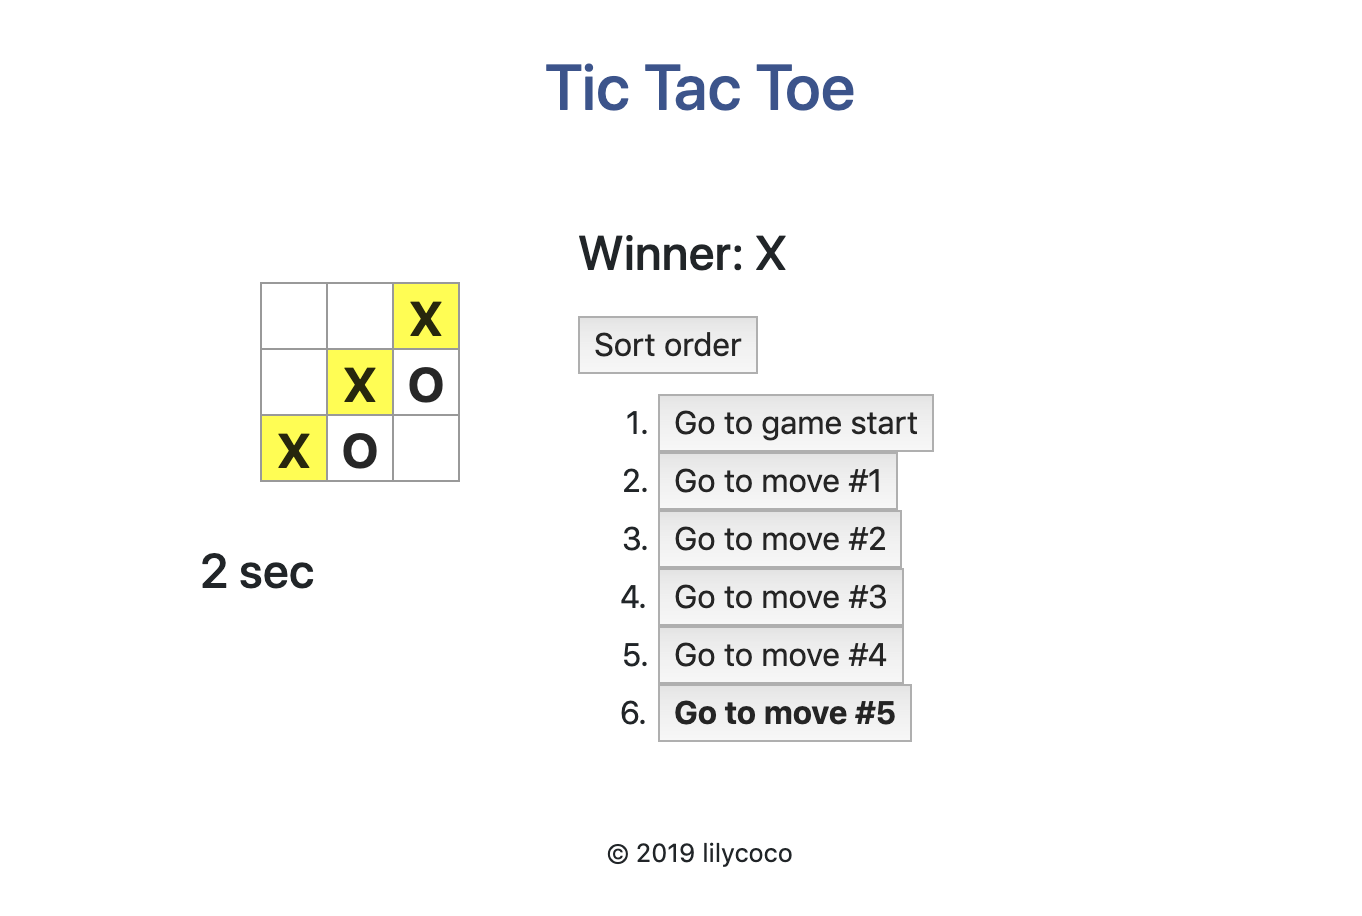 Tic Tac Toe
Winner: X
X
X O
X O
2 sec
Sort order
1. Go to game start
2. Go to move #1
3. Go to move #2
4. Go to move #3
5. Go to move #4
6. Go to move #5
© 2019 lilycoco